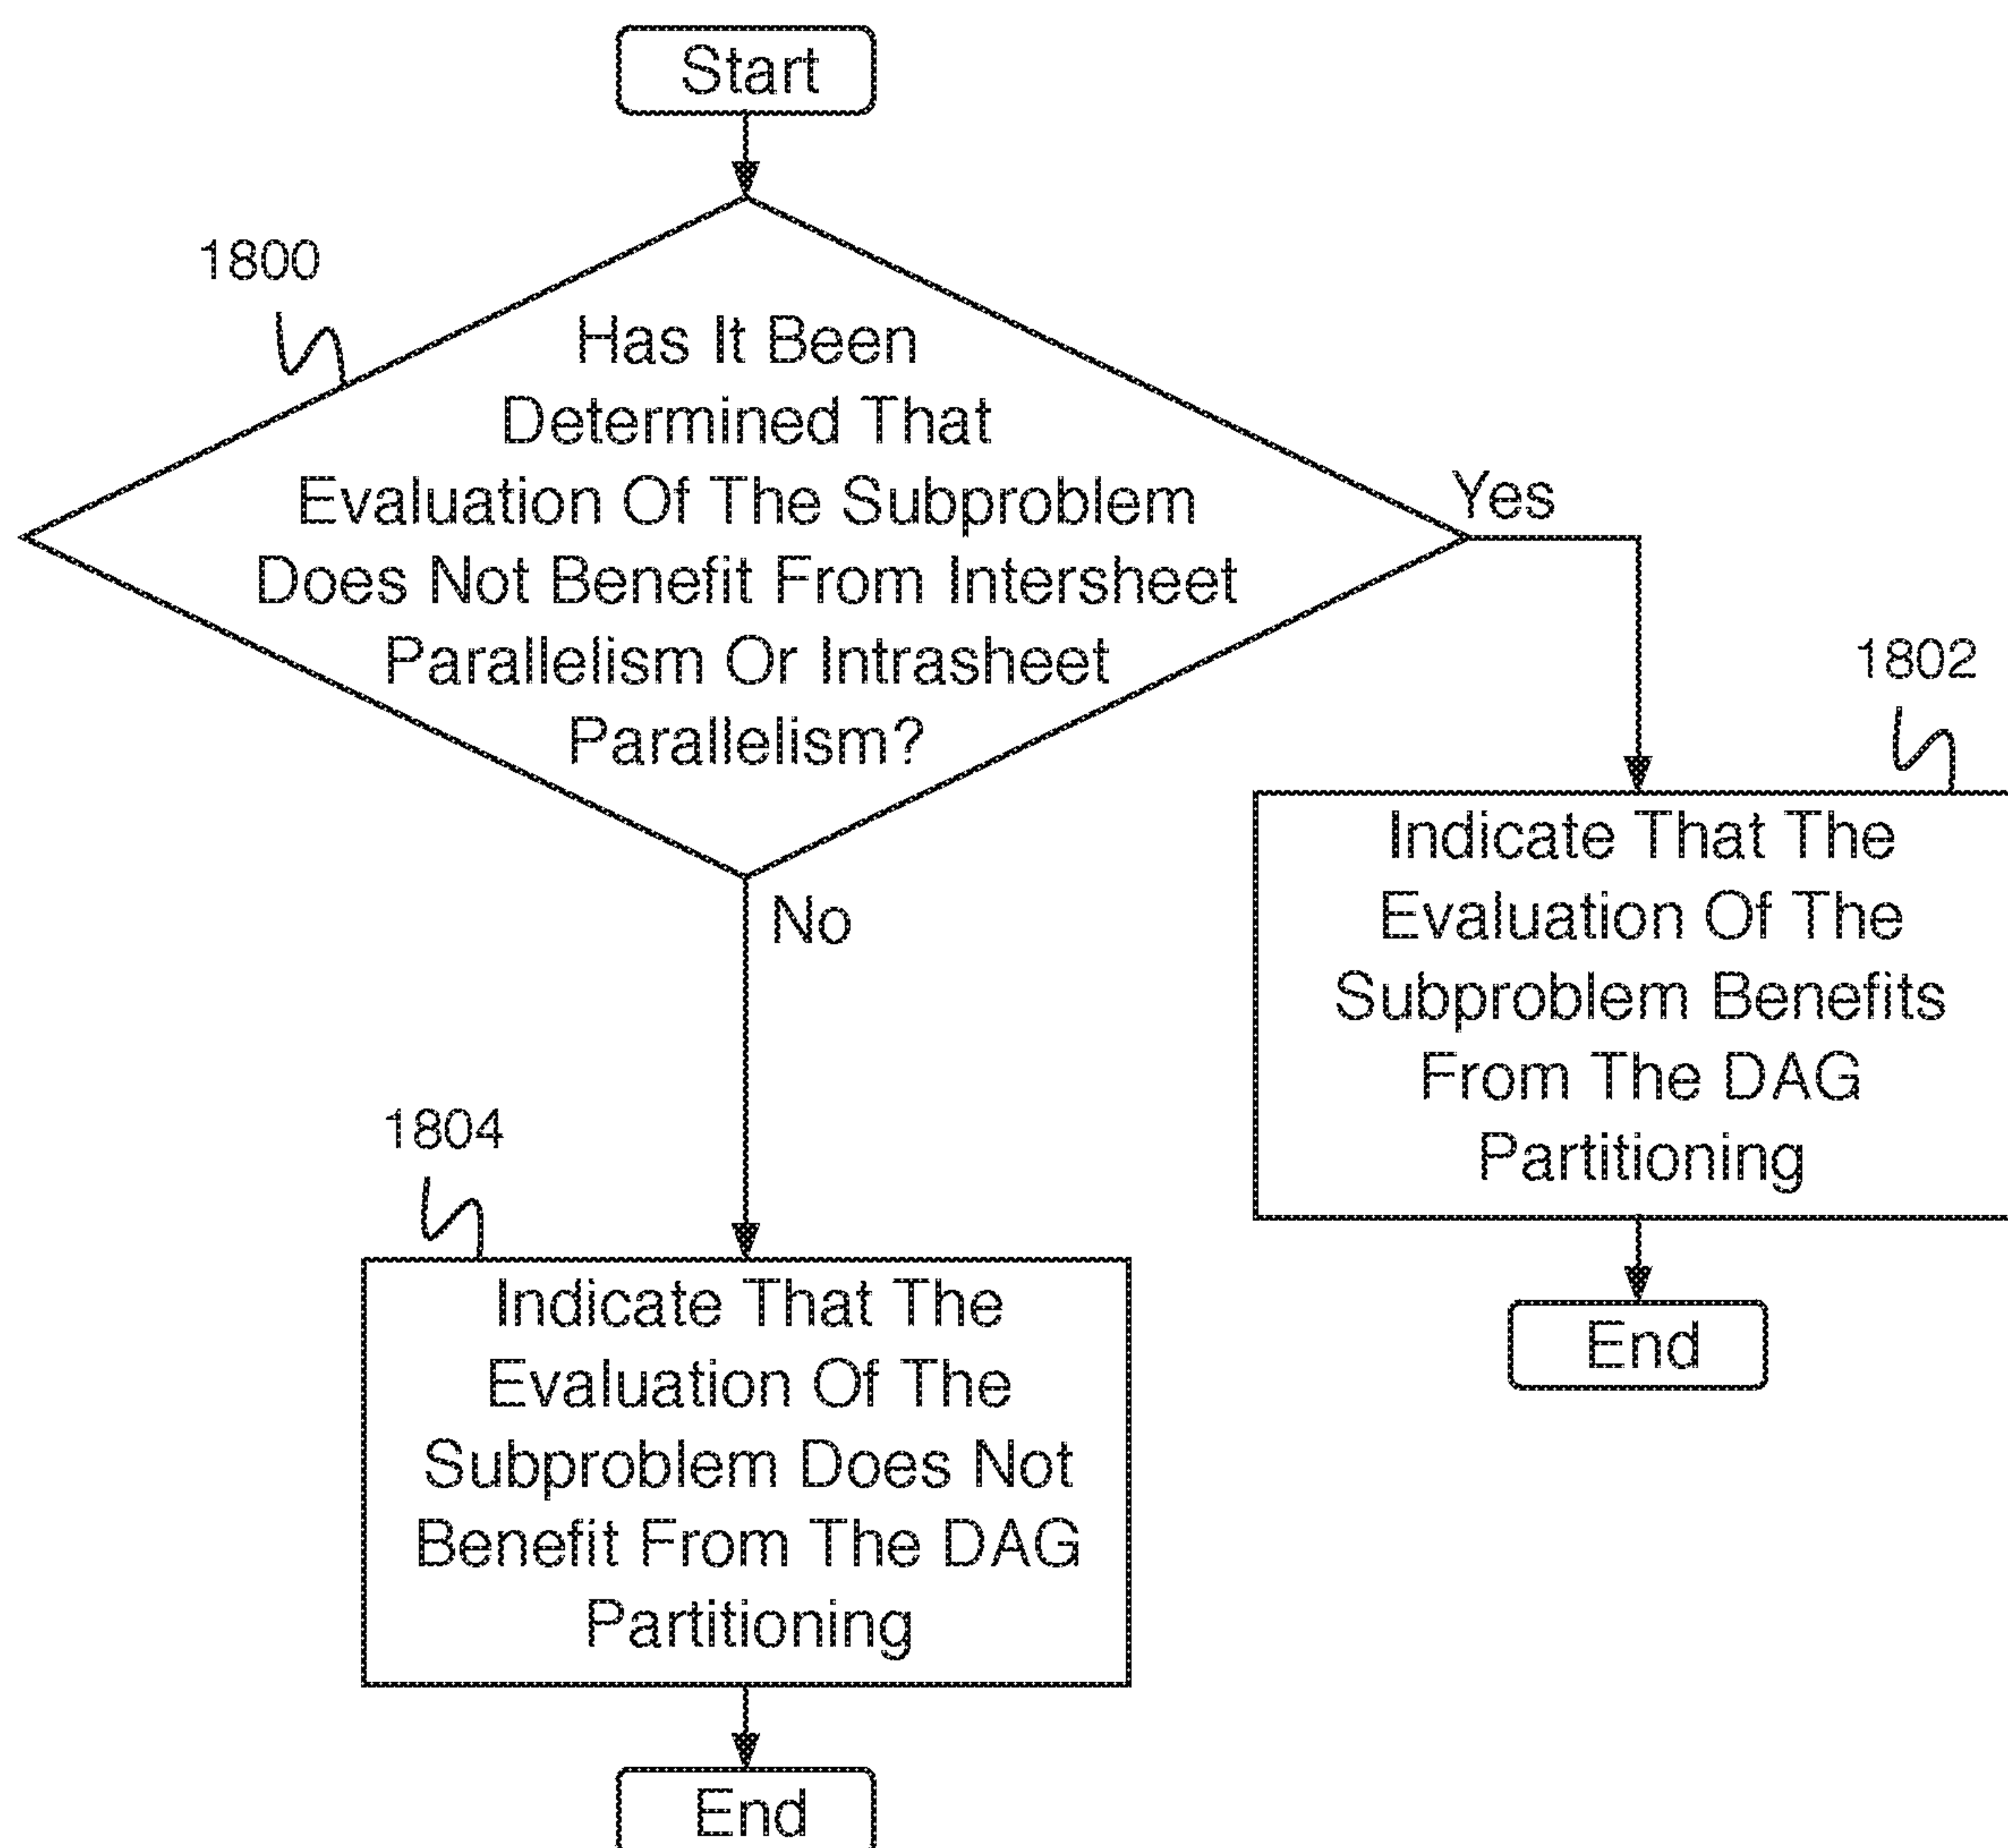 Start
1800
Has It Been
Determined That
Evaluation Of The Subproblem
Does Not Benefit From Intersheet
Parallelism Or Intrasheet
Parallelism?
Yes
1802
Indicate That The
Evaluation Of The
Subproblem Benefits
From The DAG
Partitioning
End
No
1804
Indicate That The
Evaluation Of The
Subproblem Does Not
Benefit From The DAG
Partitioning
End